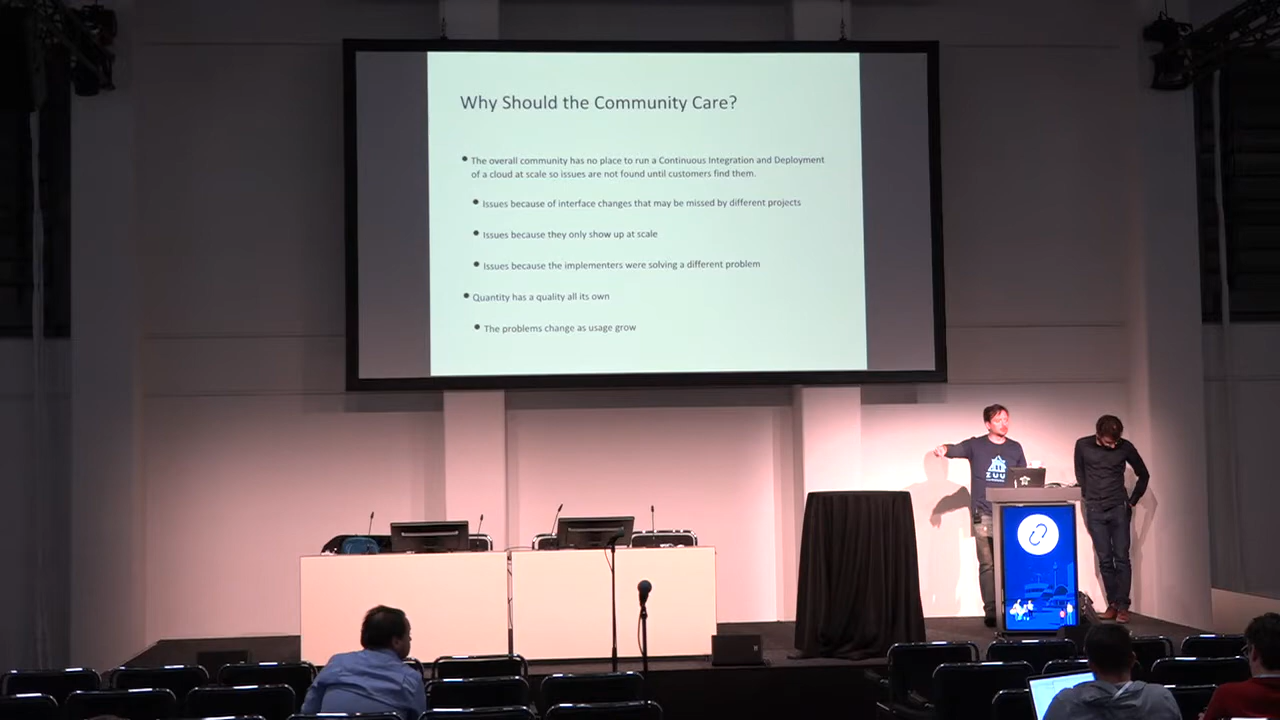 Why Should the Community Care?
The overall community has no place to run a Continuous Integration and Deployment
of a cloud at scale so issues are not found until customers find them.
Issues because of interface changes that may be missed by different projects
Issues because they only show up at scale
Issues because the implementers were solving a different problem
Quantity has a quality all its own
The problems change as usage grow
ZUUL